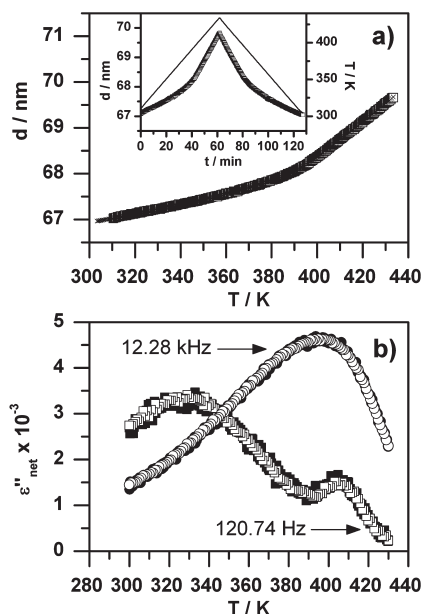 a)
d / nm
70
69
68
67
300 320 340 360 380 400 420 440
T / K
d / nm
70
69
68
67
0 20 40 60 80 100 120
t / min
400
350
300
T / K
b)
12.28 kHz
120.74 Hz
ε''net x 10⁻³
5
4
3
2
1
0
280 300 320 340 360 380 400 420 440
T / K